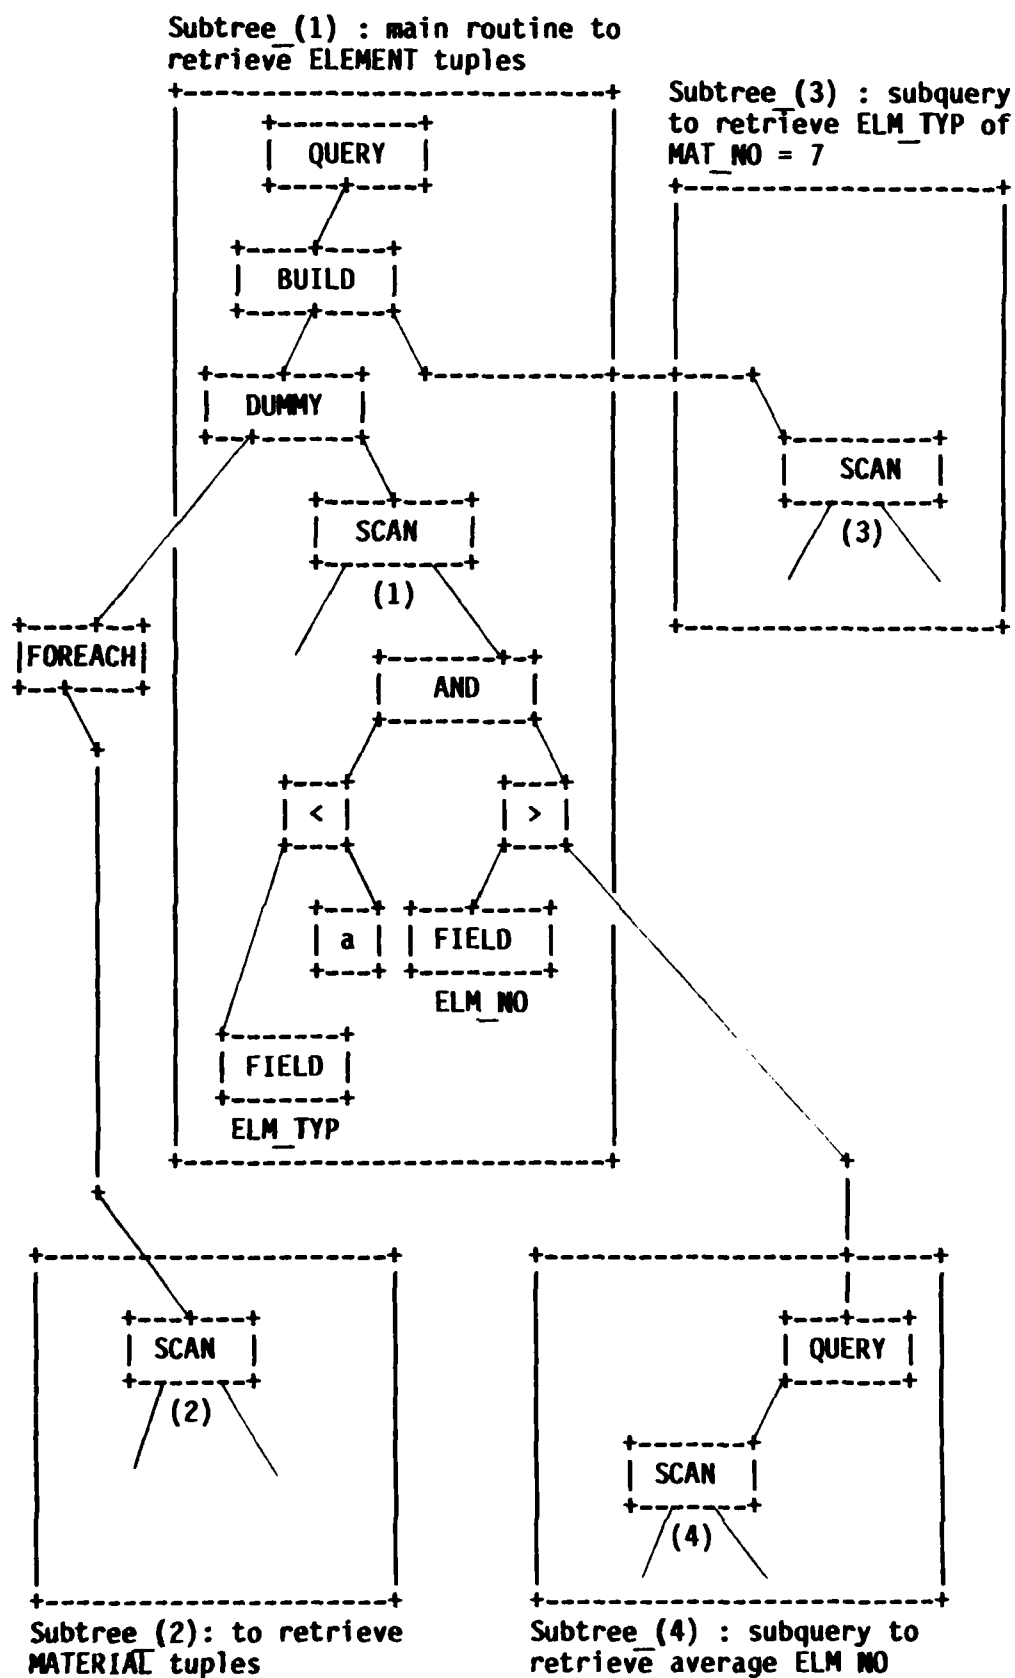 Subtree_(1) : main routine to
retrieve ELEMENT tuples
Subtree_(3) : subquery
to retrieve ELM_TYP of
MAT_NO = 7
QUERY
BUILD
DUMMY
SCAN
(3)
SCAN
(1)
FOREACH
AND
<
>
a
FIELD
ELM_NO
FIELD
ELM_TYP
SCAN
(2)
QUERY
SCAN
(4)
Subtree_(2): to retrieve
MATERIAL tuples
Subtree_(4) : subquery to
retrieve average ELM NO